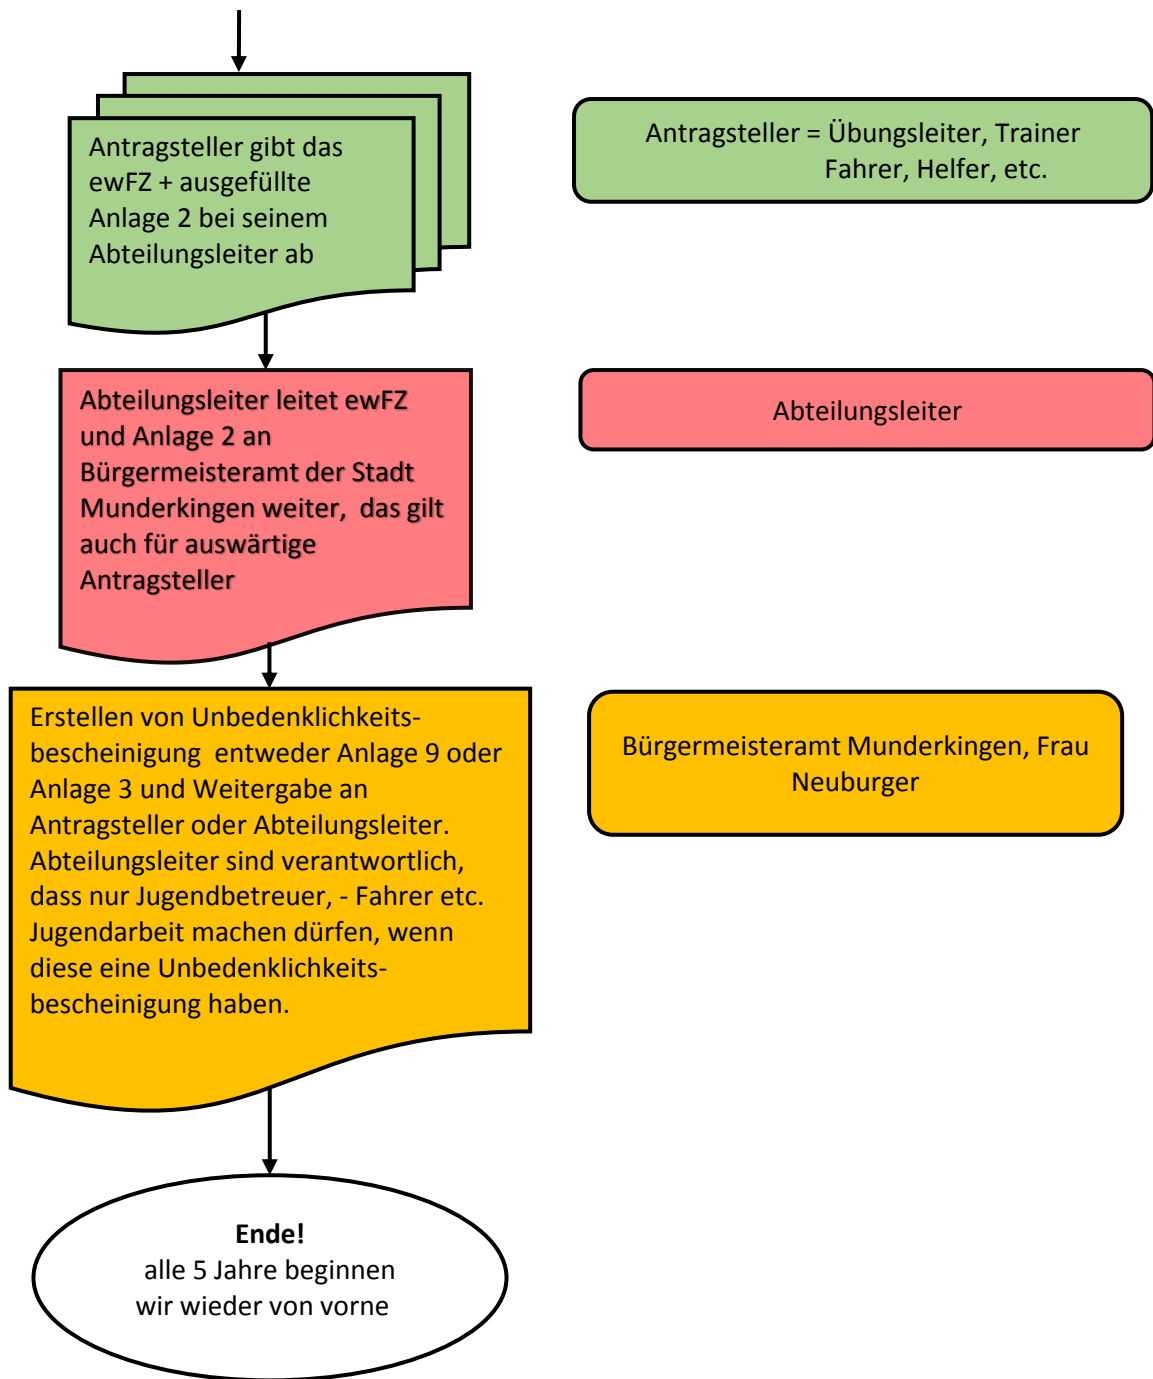 Antragsteller gibt das
ewFZ + ausgefüllte
Anlage 2 bei seinem
Abteilungsleiter ab
Antragsteller = Übungsleiter, Trainer
Fahrer, Helfer, etc.
Abteilungsleiter leitet ewFZ
und Anlage 2 an
Bürgermeisteramt der Stadt
Munderkingen weiter, das gilt
auch für auswärtige
Antragsteller
Abteilungsleiter
Erstellen von Unbedenklichkeits-
bescheinigung entweder Anlage 9 oder
Anlage 3 und Weitergabe an
Antragsteller oder Abteilungsleiter.
Abteilungsleiter sind verantwortlich,
dass nur Jugendbetreuer, - Fahrer etc.
Jugendarbeit machen dürfen, wenn
diese eine Unbedenklichkeits-
bescheinigung haben.
Bürgermeisteramt Munderkingen, Frau
Neuburger
Ende!
alle 5 Jahre beginnen
wir wieder von vorne